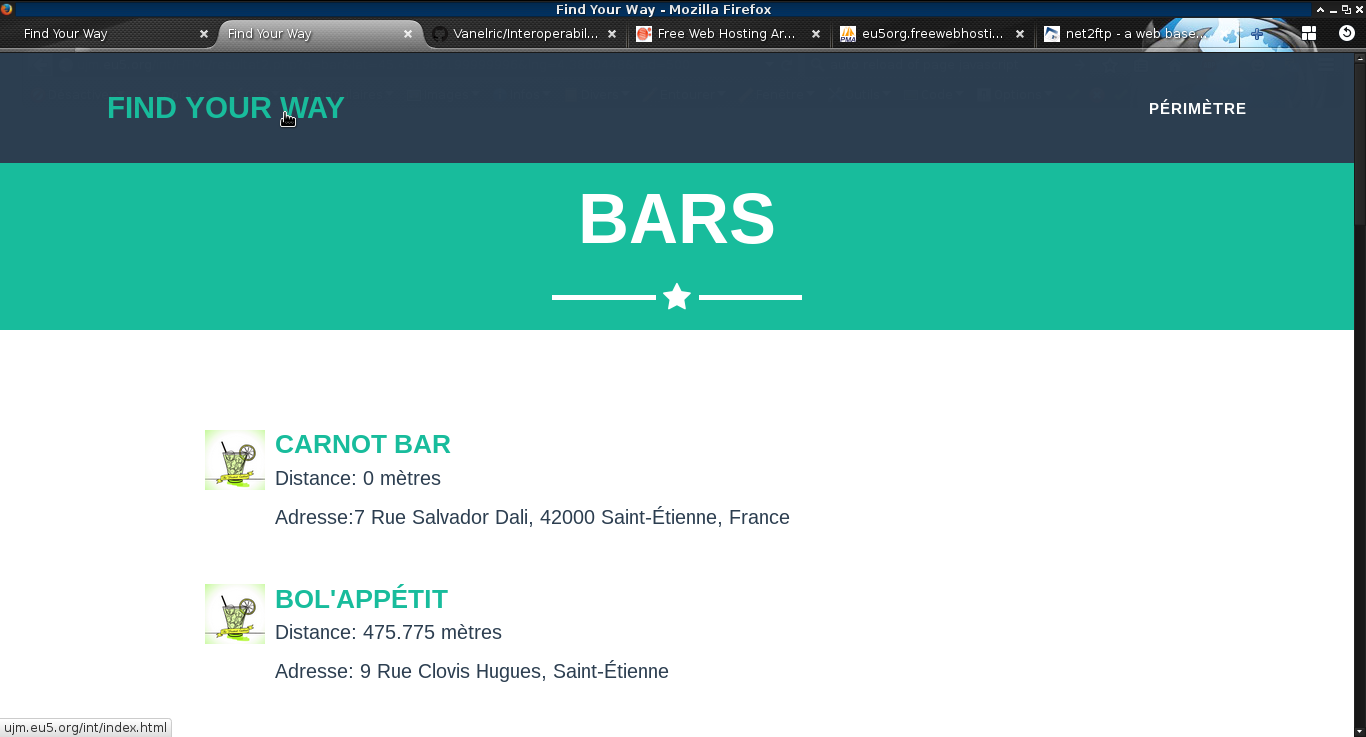 Find Your Way - Mozilla Firefox
Find Your Way
Find Your Way
Vanelric/Interoperabil...
Free Web Hosting Ar...
eu5org.freewebhosti...
net2ftp - a web base...
FIND YOUR WAY
PÉRIMÈTRE
BARS
CARNOT BAR
Distance: 0 mètres
Adresse:7 Rue Salvador Dali, 42000 Saint-Étienne, France
BOL'APPÉTIT
Distance: 475.775 mètres
Adresse: 9 Rue Clovis Hugues, Saint-Étienne
ujm.eu5.org/int/index.html